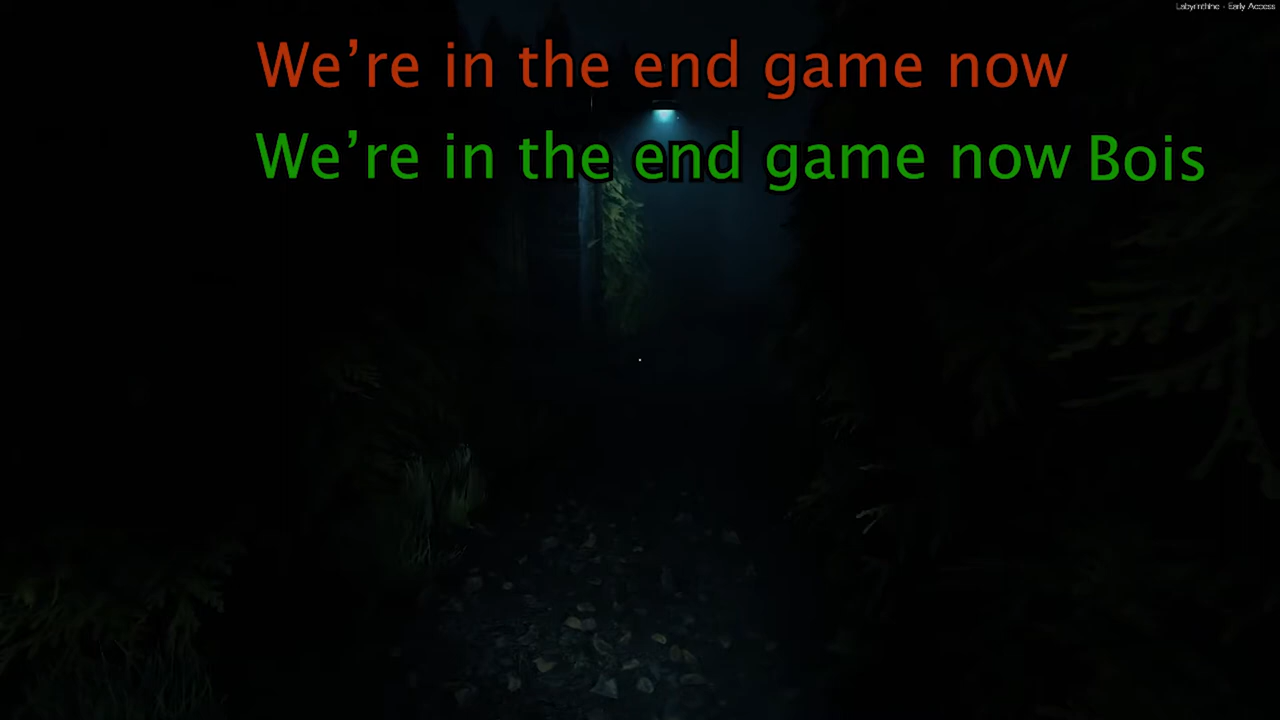 Labyrinthine - Early Access
We’re in the end game now
We’re in the end game now Bois